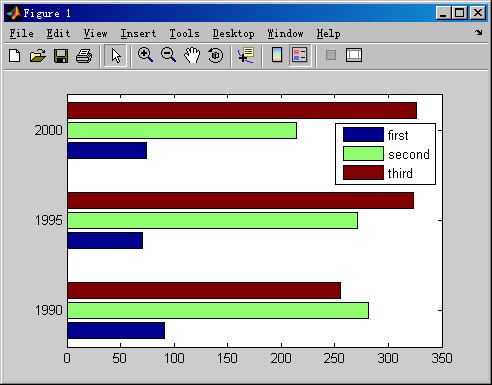 Figure 1
File Edit View Insert Tools Desktop Window Help
2000
first
second
third
1995
1990
0 50 100 150 200 250 300 350